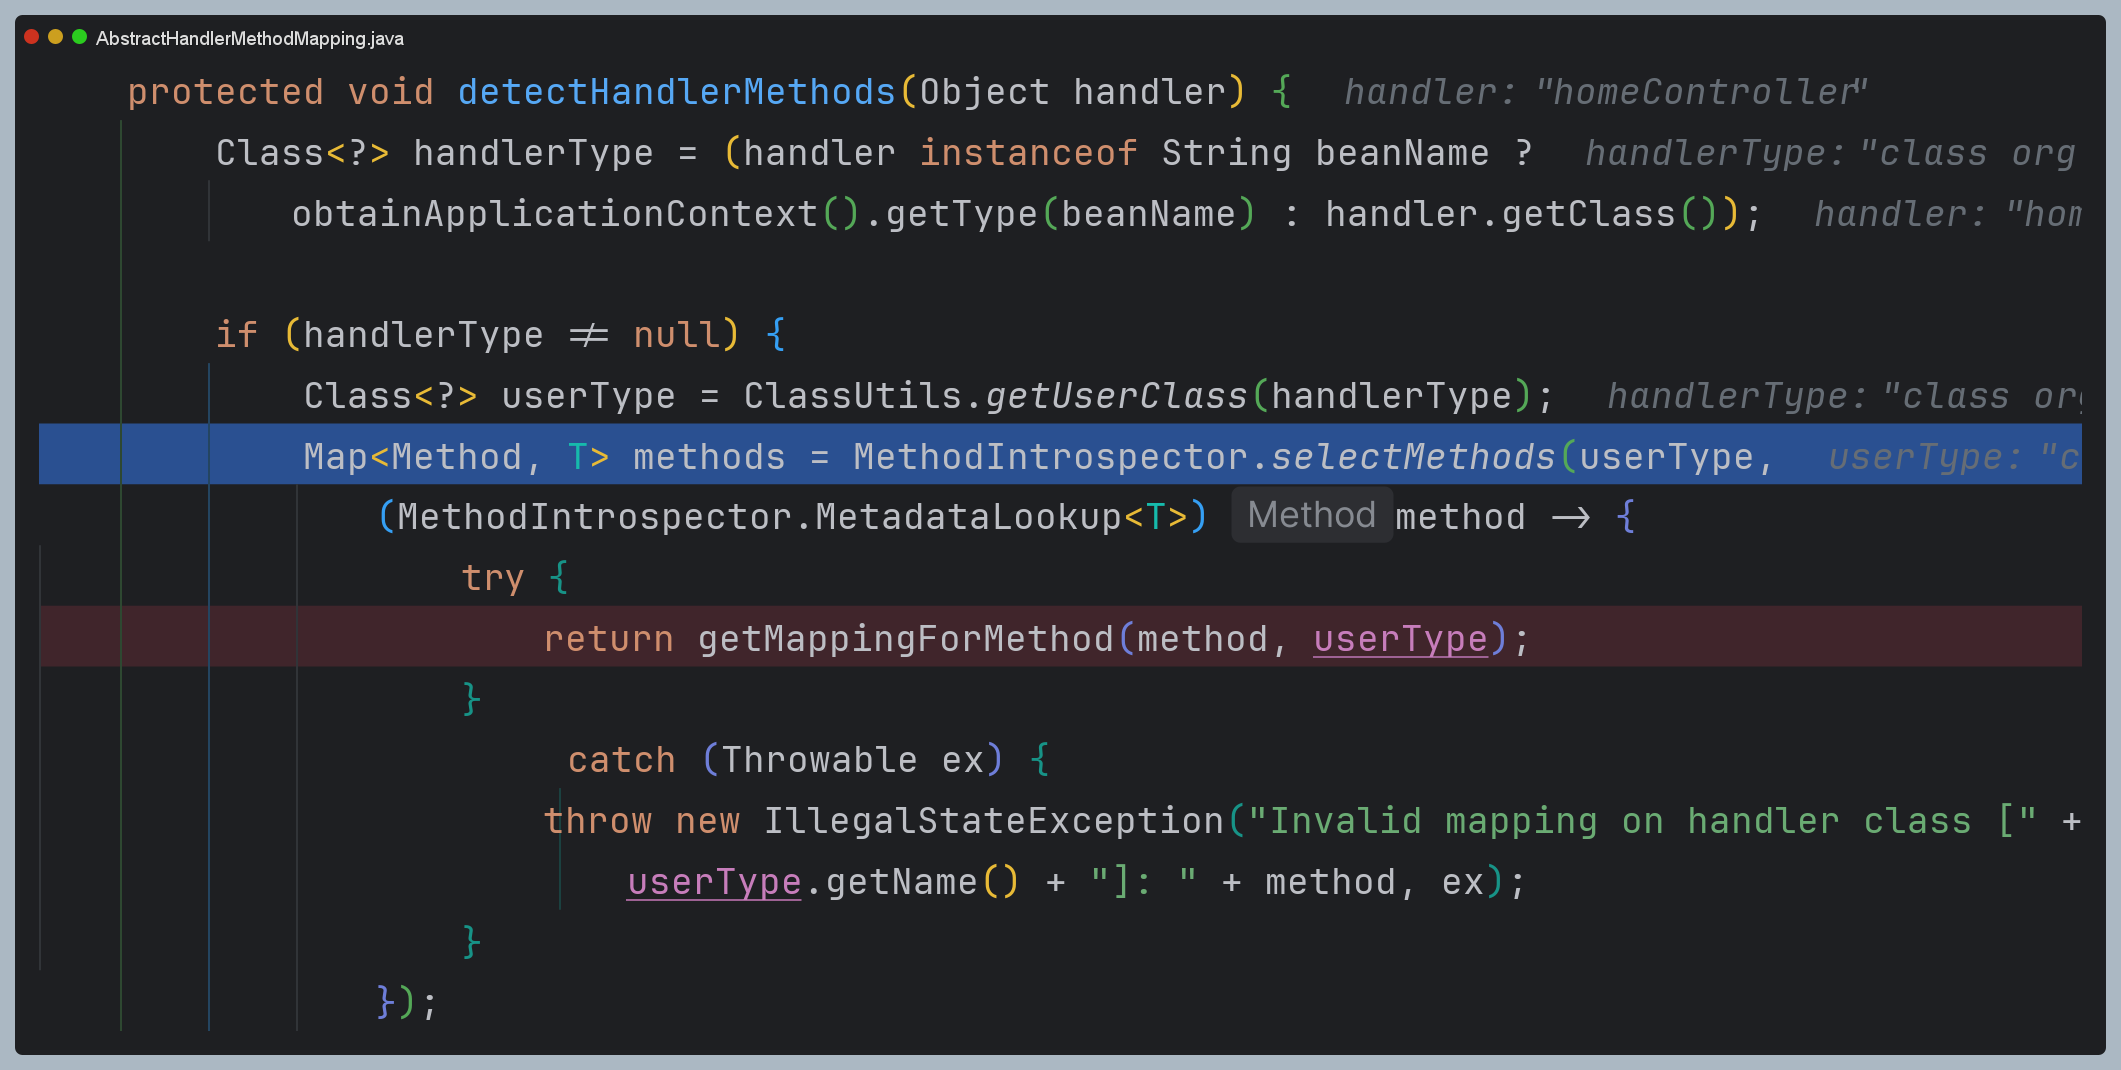 AbstractHandlerMethodMapping.java
protected void detectHandlerMethods(Object handler) { handler: "homeController"
Class<?> handlerType = (handler instanceof String beanName ? handlerType: "class org
obtainApplicationContext().getType(beanName) : handler.getClass()); handler: "hom
if (handlerType ≠ null) {
Class<?> userType = ClassUtils.getUserClass(handlerType); handlerType: "class org
Map<Method, T> methods = MethodIntrospector.selectMethods(userType, userType: "c
(MethodIntrospector.MetadataLookup<T>) Method method → {
try {
return getMappingForMethod(method, userType);
}
catch (Throwable ex) {
throw new IllegalStateException("Invalid mapping on handler class [" +
userType.getName() + "]: " + method, ex);
}
});